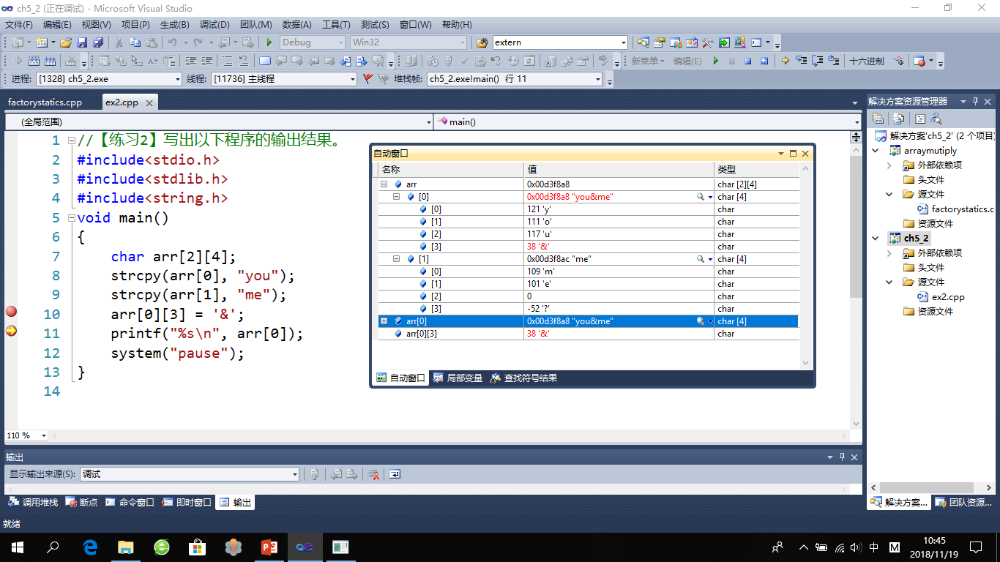 ch5_2 (正在调试) - Microsoft Visual Studio
文件(F) 编辑(E) 视图(V) 项目(P) 生成(B) 调试(D) 团队(M) 数据(A) 工具(T) 测试(S) 窗口(W) 帮助(H)
Debug Win32 extern
新菜单 编辑(E) 十六进制
进程: [1328] ch5_2.exe 线程: [11736] 主线程 堆栈帧: ch5_2.exe!main() 行 11
factorystatics.cpp ex2.cpp
(全局范围) main()
1 //【练习2】写出以下程序的输出结果。
2 #include<stdio.h>
3 #include<stdlib.h>
4 #include<string.h>
5 void main()
6 {
7 char arr[2][4];
8 strcpy(arr[0], "you");
9 strcpy(arr[1], "me");
10 arr[0][3] = '&';
11 printf("%s\n", arr[0]);
12 system("pause");
13 }
14
110 %
自动窗口
名称 值 类型
arr 0x00d3f8a8 char [2][4]
[0] 0x00d3f8a8 "you&me" char [4]
[0] 121 'y' char
[1] 111 'o' char
[2] 117 'u' char
[3] 38 '&' char
[1] 0x00d3f8ac "me" char [4]
[0] 109 'm' char
[1] 101 'e' char
[2] 0 char
[3] -52 '?' char
arr[0] 0x00d3f8a8 "you&me" char [4]
arr[0][3] 38 '&' char
自动窗口 局部变量 查找符号结果
解决方案资源管理器
解决方案'ch5_2' (2 个项目)
arraymutiply
外部依赖项
头文件
源文件
factorystatics.c
资源文件
ch5_2
外部依赖项
头文件
源文件
ex2.cpp
资源文件
解决方案... 团队资源...
输出
显示输出来源(S): 调试
调用堆栈 断点 命令窗口 即时窗口 输出
就绪
中 M
10:45
2018/11/19